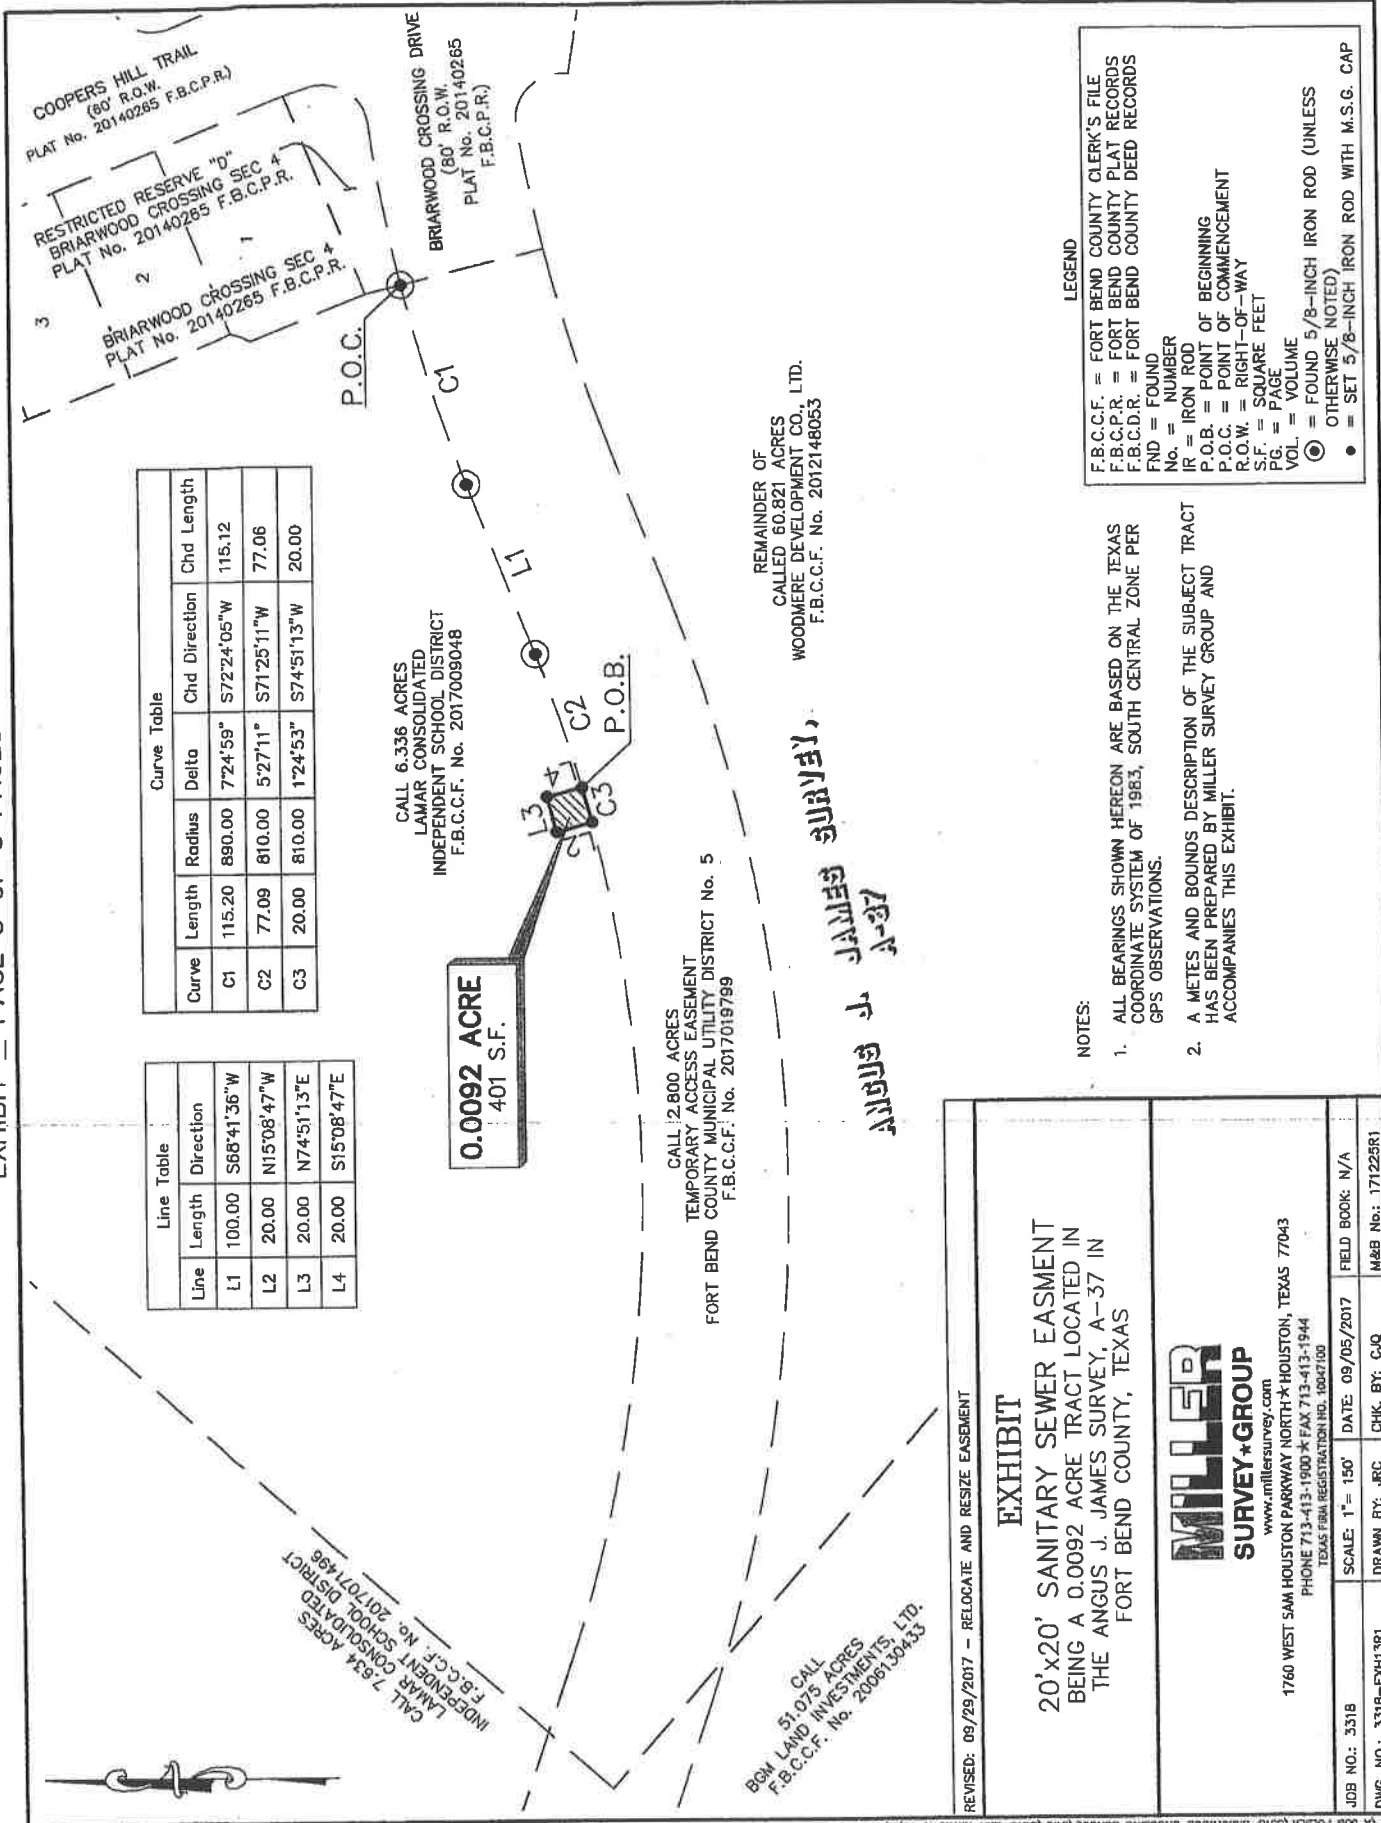 COOPERS HILL TRAIL
(60' R.O.W.
PLAT No. 20140265 F.B.C.P.R.)
RESTRICTED RESERVE "D"
BRIARWOOD CROSSING SEC 4
PLAT No. 20140265 F.B.C.P.R.
3
2
1
BRIARWOOD CROSSING SEC 4
PLAT No. 20140265 F.B.C.P.R.
BRIARWOOD CROSSING DRIVE
(80' R.O.W.
PLAT No. 20140265
F.B.C.P.R.)
P.O.C.
C1
L1
C2
P.O.B.
L4
L3
C3
L2
Line Table
Line Length Direction
L1 100.00 S68°41'36"W
L2 20.00 N15°08'47"W
L3 20.00 N74°51'13"E
L4 20.00 S15°08'47"E
Curve Table
Curve Length Radius Delta Chd Direction Chd Length
C1 115.20 890.00 7°24'59" S72°24'05"W 115.12
C2 77.09 810.00 5°27'11" S71°25'11"W 77.06
C3 20.00 810.00 1°24'53" S74°51'13"W 20.00
CALL 6.336 ACRES
LAMAR CONSOLIDATED
INDEPENDENT SCHOOL DISTRICT
F.B.C.C.F. No. 2017009048
0.0092 ACRE
401 S.F.
CALL 2.800 ACRES
TEMPORARY ACCESS EASEMENT
FORT BEND COUNTY MUNICIPAL UTILITY DISTRICT No. 5
F.B.C.C.F. No. 2017019799
REMAINDER OF
CALLED 60.821 ACRES
WOODMERE DEVELOPMENT CO., LTD.
F.B.C.C.F. No. 2012148053
ANGUS J. JAMES SURVEY,
A-37
CALL 7.634 ACRES
LAMAR CONSOLIDATED
INDEPENDENT SCHOOL DISTRICT
F.B.C.C.F. No. 2017071496
CALL
51.075 ACRES
BGM LAND INVESTMENTS, LTD.
F.B.C.C.F. No. 2006130433
NOTES:
1. ALL BEARINGS SHOWN HEREON ARE BASED ON THE TEXAS
COORDINATE SYSTEM OF 1983, SOUTH CENTRAL ZONE PER
GPS OBSERVATIONS.
2. A METES AND BOUNDS DESCRIPTION OF THE SUBJECT TRACT
HAS BEEN PREPARED BY MILLER SURVEY GROUP AND
ACCOMPANIES THIS EXHIBIT.
LEGEND
F.B.C.C.F. = FORT BEND COUNTY CLERK'S FILE
F.B.C.P.R. = FORT BEND COUNTY PLAT RECORDS
F.B.C.D.R. = FORT BEND COUNTY DEED RECORDS
FND = FOUND
No. = NUMBER
IR = IRON ROD
P.O.B. = POINT OF BEGINNING
P.O.C. = POINT OF COMMENCEMENT
R.O.W. = RIGHT-OF-WAY
S.F. = SQUARE FEET
PG. = PAGE
VOL. = VOLUME
= FOUND 5/8-INCH IRON ROD (UNLESS
OTHERWISE NOTED)
= SET 5/8-INCH IRON ROD WITH M.S.G. CAP
REVISED: 09/29/2017 - RELOCATE AND RESIZE EASEMENT
EXHIBIT
20'x20' SANITARY SEWER EASMENT
BEING A 0.0092 ACRE TRACT LOCATED IN
THE ANGUS J. JAMES SURVEY, A-37 IN
FORT BEND COUNTY, TEXAS
MILLER
SURVEY★GROUP
www.millersurvey.com
1760 WEST SAM HOUSTON PARKWAY NORTH★HOUSTON, TEXAS 77043
PHONE 713-413-1900★FAX 713-413-1944
TEXAS FIRM REGISTRATION NO. 10047100
JOB NO.: 3318 SCALE: 1"= 150' DATE: 09/05/2017 FIELD BOOK: N/A
DWG. NO.: 3318-EXH13R1 DRAWN BY: JRC CHK. BY: CJQ M&B No.: 171225R1